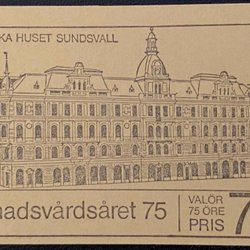 KA HUSET SUNDSVALL
nadsvårdsåret 75
VALÖR
75 ÖRE
PRIS 7